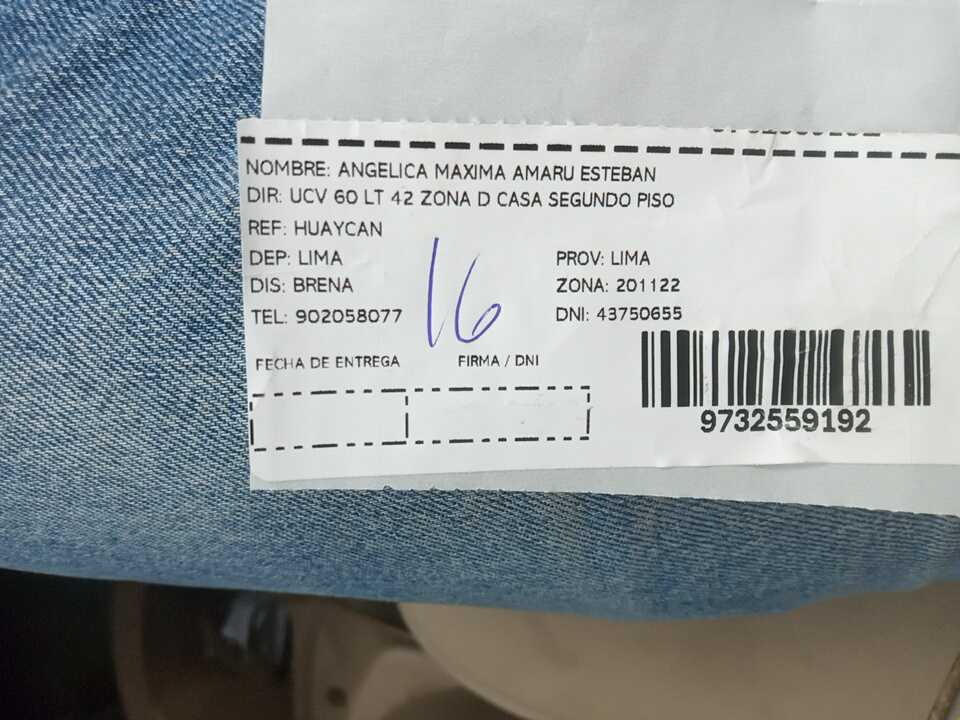 NOMBRE: ANGELICA MAXIMA AMARU ESTEBAN
DIR: UCV 60 LT 42 ZONA D CASA SEGUNDO PISO
REF: HUAYCAN
DEP: LIMA PROV: LIMA
DIS: BRENA ZONA: 201122
TEL: 902058077 DNI: 43750655
16
FECHA DE ENTREGA FIRMA / DNI
9732559192